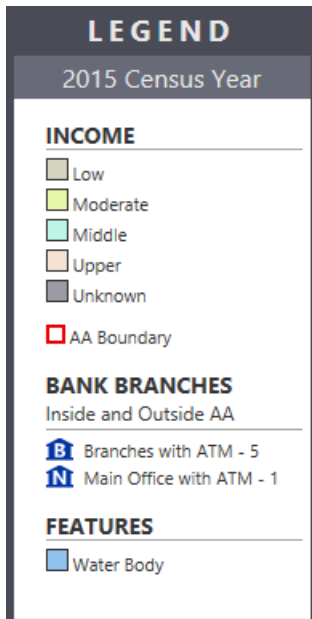 LEGEND
2015 Census Year
INCOME
Low
Moderate
Middle
Upper
Unknown
AA Boundary
BANK BRANCHES
Inside and Outside AA
B Branches with ATM - 5
N Main Office with ATM - 1
FEATURES
Water Body